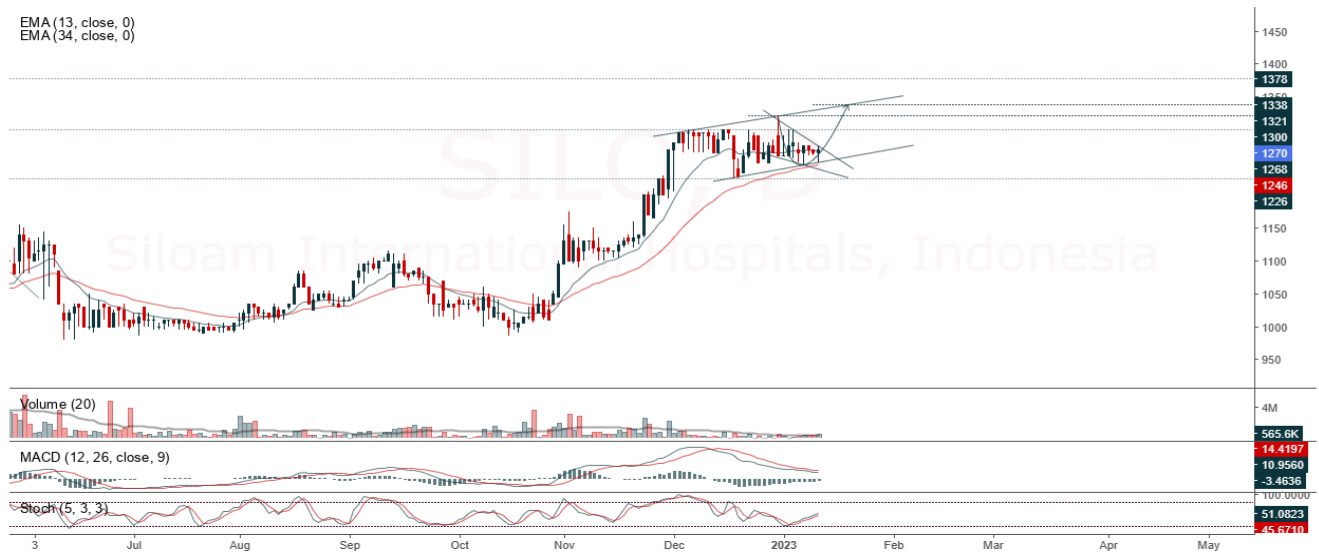 EMA (13, close, 0)
EMA (34, close, 0)
SILO, D
Siloam International Hospitals, Indonesia
1450
1400
1378
1350
1338
1321
1300
1270
1268
1246
1226
1150
1100
1050
1000
950
Volume (20)
4M
565.6K
MACD (12, 26, close, 9)
14.4197
10.9560
-3.4636
Stoch (5, 3, 3)
100.0000
51.0823
45.6710
3 Jul Aug Sep Oct Nov Dec 2023 Feb Mar Apr May